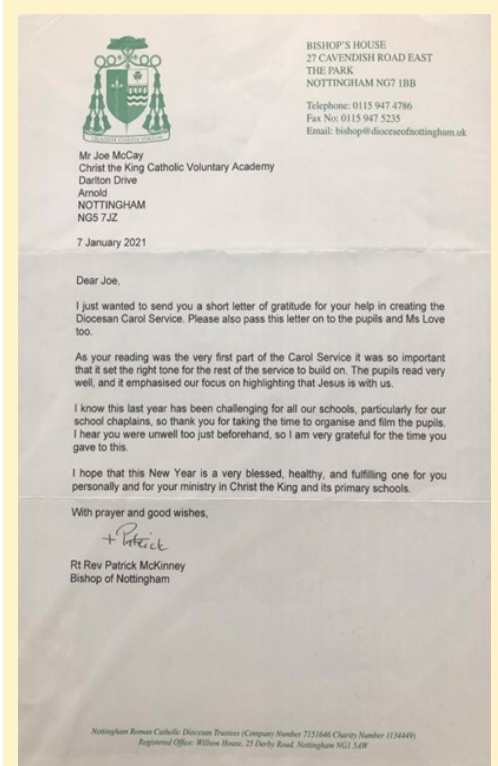 BISHOP'S HOUSE
27 CAVENDISH ROAD EAST
THE PARK
NOTTINGHAM NG7 1BB
Telephone: 0115 947 4786
Fax No: 0115 947 5235
Email: bishop@dioceseofnottingham.uk
Mr Joe McCay
Christ the King Catholic Voluntary Academy
Darlton Drive
Arnold
NOTTINGHAM
NG5 7JZ
7 January 2021
Dear Joe,
I just wanted to send you a short letter of gratitude for your help in creating the
Diocesan Carol Service. Please also pass this letter on to the pupils and Ms Love
too.
As your reading was the very first part of the Carol Service it was so important
that it set the right tone for the rest of the service to build on. The pupils read very
well, and it emphasised our focus on highlighting that Jesus is with us.
I know this last year has been challenging for all our schools, particularly for our
school chaplains, so thank you for taking the time to organise and film the pupils.
I hear you were unwell too just beforehand, so I am very grateful for the time you
gave to this.
I hope that this New Year is a very blessed, healthy, and fulfilling one for you
personally and for your ministry in Christ the King and its primary schools.
With prayer and good wishes,
+ Patrick
Rt Rev Patrick McKinney
Bishop of Nottingham
Nottingham Roman Catholic Diocesan Trustees (Company Number 7151646 Charity Number 1134449)
Registered Office: Willson House, 25 Derby Road, Nottingham NG1 5AW